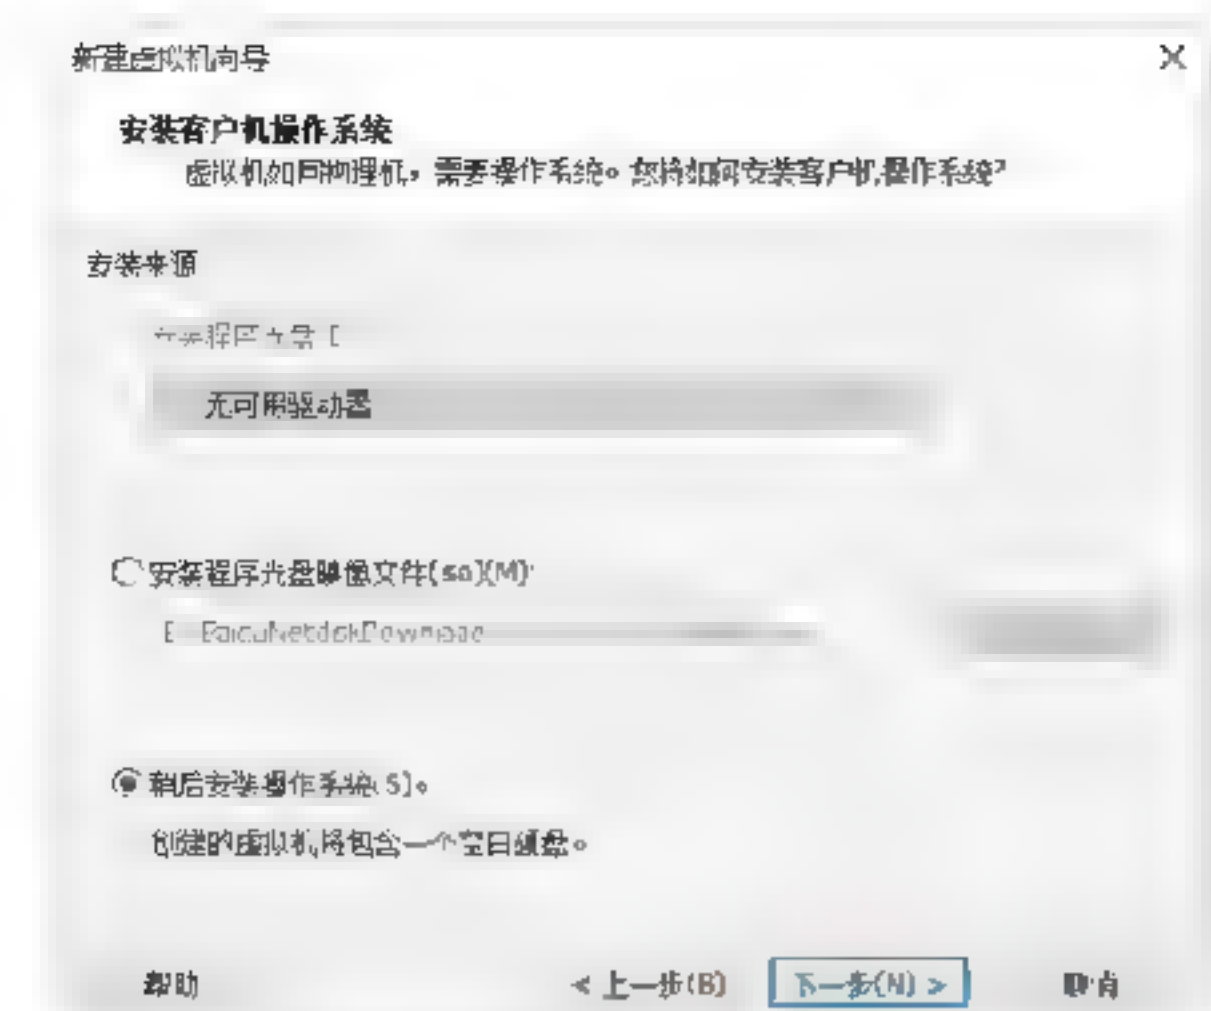 新建虚拟机向导
安装客户机操作系统
虚拟机如同物理机，需要操作系统。您将如何安装客户机操作系统?
安装来源
无可用驱动器
安装程序光盘映像文件(iso)(M):
BaiduNetdiskDownload
稍后安装操作系统(S)。
创建的虚拟机将包含一个空白硬盘。
帮助
< 上一步(B)
下一步(N) >
取消